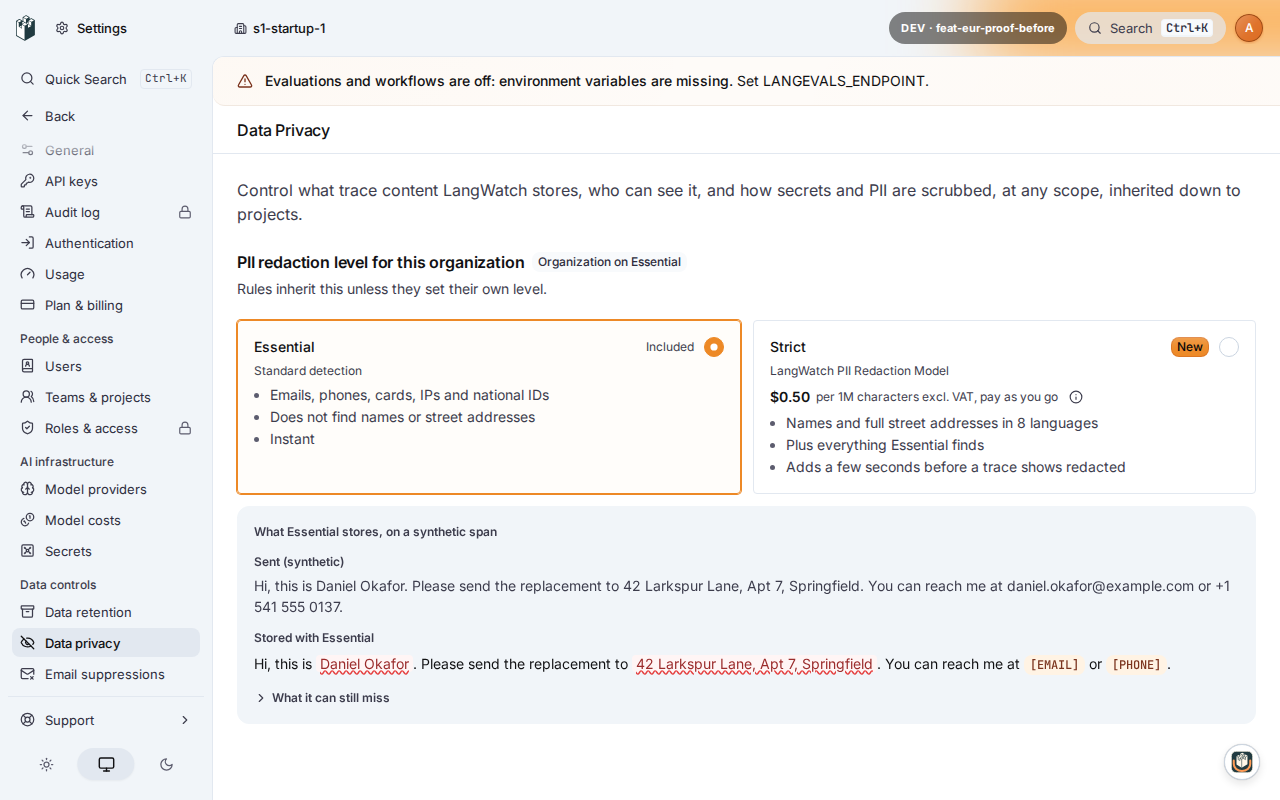 Settings
s1-startup-1
DEV · feat-eur-proof-before
Search Ctrl+K
A
Quick Search Ctrl+K
Back
General
API keys
Audit log
Authentication
Usage
Plan & billing
People & access
Users
Teams & projects
Roles & access
AI infrastructure
Model providers
Model costs
Secrets
Data controls
Data retention
Data privacy
Email suppressions
Support
Evaluations and workflows are off: environment variables are missing. Set LANGEVALS_ENDPOINT.
Data Privacy
Control what trace content LangWatch stores, who can see it, and how secrets and PII are scrubbed, at any scope, inherited down to
projects.
PII redaction level for this organization Organization on Essential
Rules inherit this unless they set their own level.
Essential Included
Standard detection
Emails, phones, cards, IPs and national IDs
Does not find names or street addresses
Instant
Strict New
LangWatch PII Redaction Model
$0.50 per 1M characters excl. VAT, pay as you go
Names and full street addresses in 8 languages
Plus everything Essential finds
Adds a few seconds before a trace shows redacted
What Essential stores, on a synthetic span
Sent (synthetic)
Hi, this is Daniel Okafor. Please send the replacement to 42 Larkspur Lane, Apt 7, Springfield. You can reach me at daniel.okafor@example.com or +1
541 555 0137.
Stored with Essential
Hi, this is Daniel Okafor . Please send the replacement to 42 Larkspur Lane, Apt 7, Springfield . You can reach me at [EMAIL] or [PHONE] .
What it can still miss